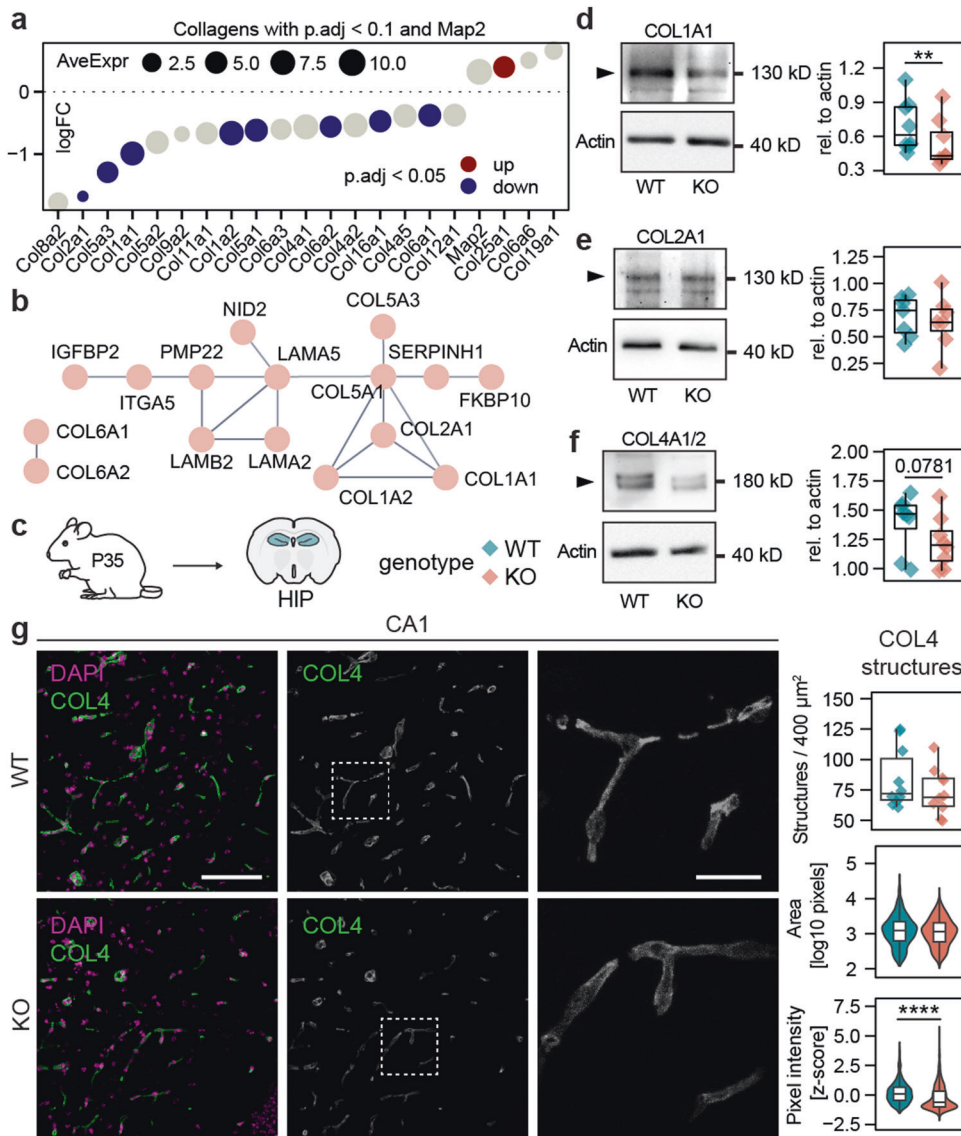 a
Collagens with p.adj < 0.1 and Map2
AveExpr 2.5 5.0 7.5 10.0
0
−1
logFC
p.adj < 0.05
up
down
Col8a2 Col2a1 Col5a3 Col1a1 Col5a2 Col9a2 Col11a1 Col1a2 Col5a1 Col6a3 Col4a1 Col6a2 Col4a2 Col16a1 Col4a5 Col6a1 Col12a1 Map2 Col25a1 Col6a6 Col19a1
b
NID2 COL5A3
IGFBP2 PMP22 LAMA5 SERPINH1
ITGA5 COL5A1 FKBP10
COL6A1 COL2A1
COL6A2 LAMB2 LAMA2 COL1A1
COL1A2
c
P35
HIP
genotype
WT
KO
d
COL1A1
130 kD
Actin
40 kD
WT KO
rel. to actin
1.2
0.9
0.6
0.3
**
e
COL2A1
130 kD
Actin
40 kD
rel. to actin
1.25
1.00
0.75
0.50
0.25
f
COL4A1/2
180 kD
Actin
40 kD
WT KO
rel. to actin
2.00
1.75
1.50
1.25
1.00
0.0781
g
CA1
WT
DAPI
COL4
COL4
KO
DAPI
COL4
COL4
COL4
structures
Structures / 400 µm²
150
125
100
75
50
Area
[log10 pixels]
5
4
3
2
Pixel intensity
[z-score]
7.5
5.0
2.5
0.0
−2.5
****